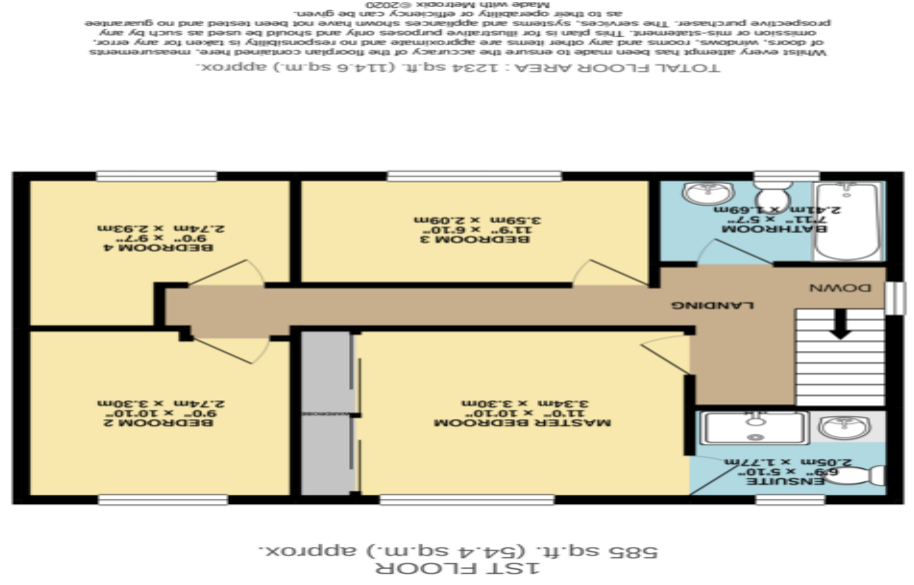 1ST FLOOR
585 sq.ft. (54.4 sq.m.) approx.
ENSUITE
6'9" x 5'10"
2.05m x 1.77m
MASTER BEDROOM
11'0" x 10'10"
3.34m x 3.30m
BEDROOM 2
9'0" x 10'10"
2.74m x 3.30m
DOWN
LANDING
BATHROOM
7'11" x 5'7"
2.41m x 1.69m
BEDROOM 3
11'9" x 6'10"
3.59m x 2.09m
BEDROOM 4
9'0" x 9'7"
2.74m x 2.93m
TOTAL FLOOR AREA : 1234 sq.ft. (114.6 sq.m.) approx.
Whilst every attempt has been made to ensure the accuracy of the floorplan contained here, measurements
of doors, windows, rooms and any other items are approximate and no responsibility is taken for any error,
omission or mis-statement. This plan is for illustrative purposes only and should be used as such by any
prospective purchaser. The services, systems and appliances shown have not been tested and no guarantee
as to their operability or efficiency can be given.
Made with Metropix ©2020